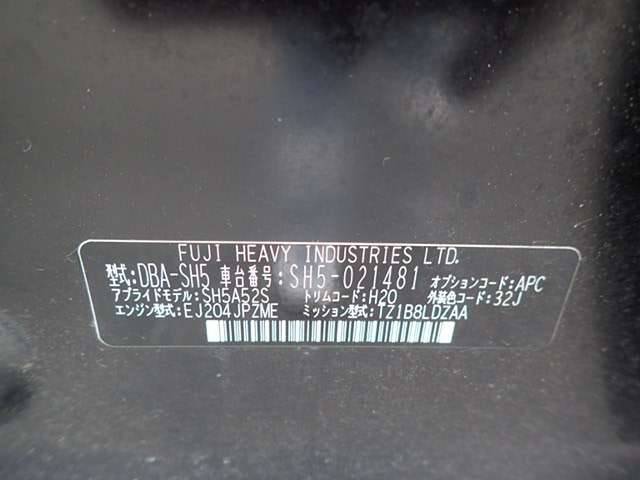 FUJI HEAVY INDUSTRIES LTD.
型式:DBA-SH5 車台番号:SH5-021481 オプションコード:APC
アプライドモデル:SH5A52S トリムコード:H20 外装色コード:32J
エンジン型式:EJ204JPZME ミッション型式:TZ1B8LDZAA